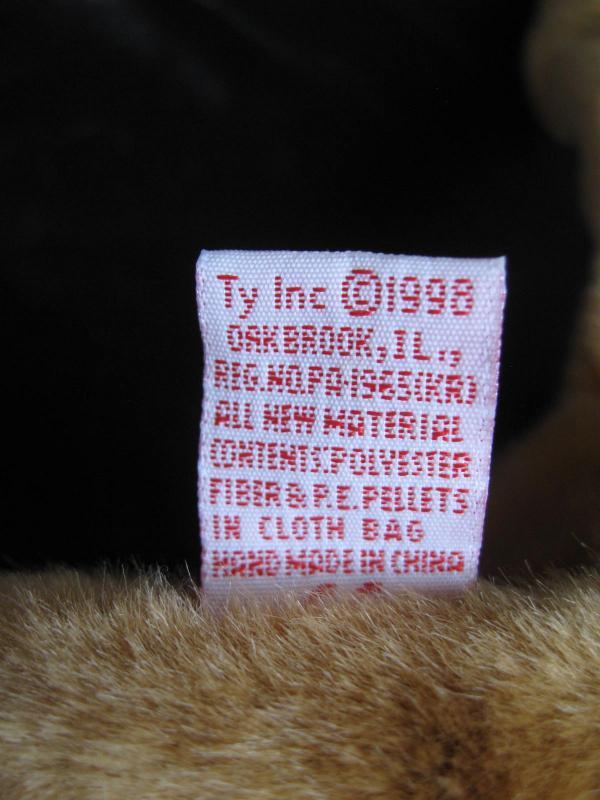 Ty Inc ©1998
OAKBROOK, IL.,
REG.NO.PA-1965(KR)
ALL NEW MATERIAL
CONTENTS:POLYESTER
FIBER & P.E. PELLETS
IN CLOTH BAG
HAND MADE IN CHINA